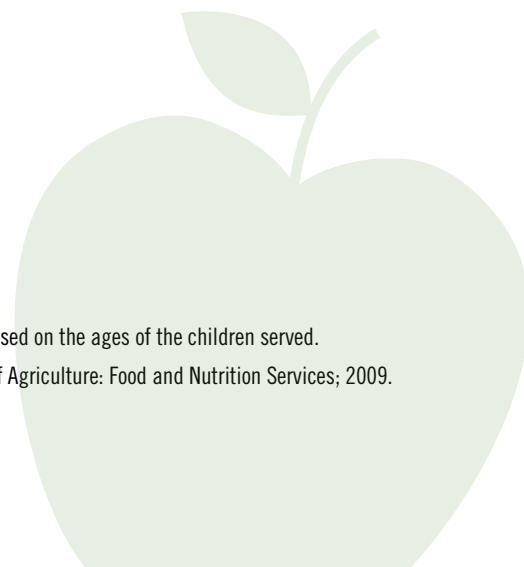 sed on the ages of the children served.
f Agriculture: Food and Nutrition Services; 2009.